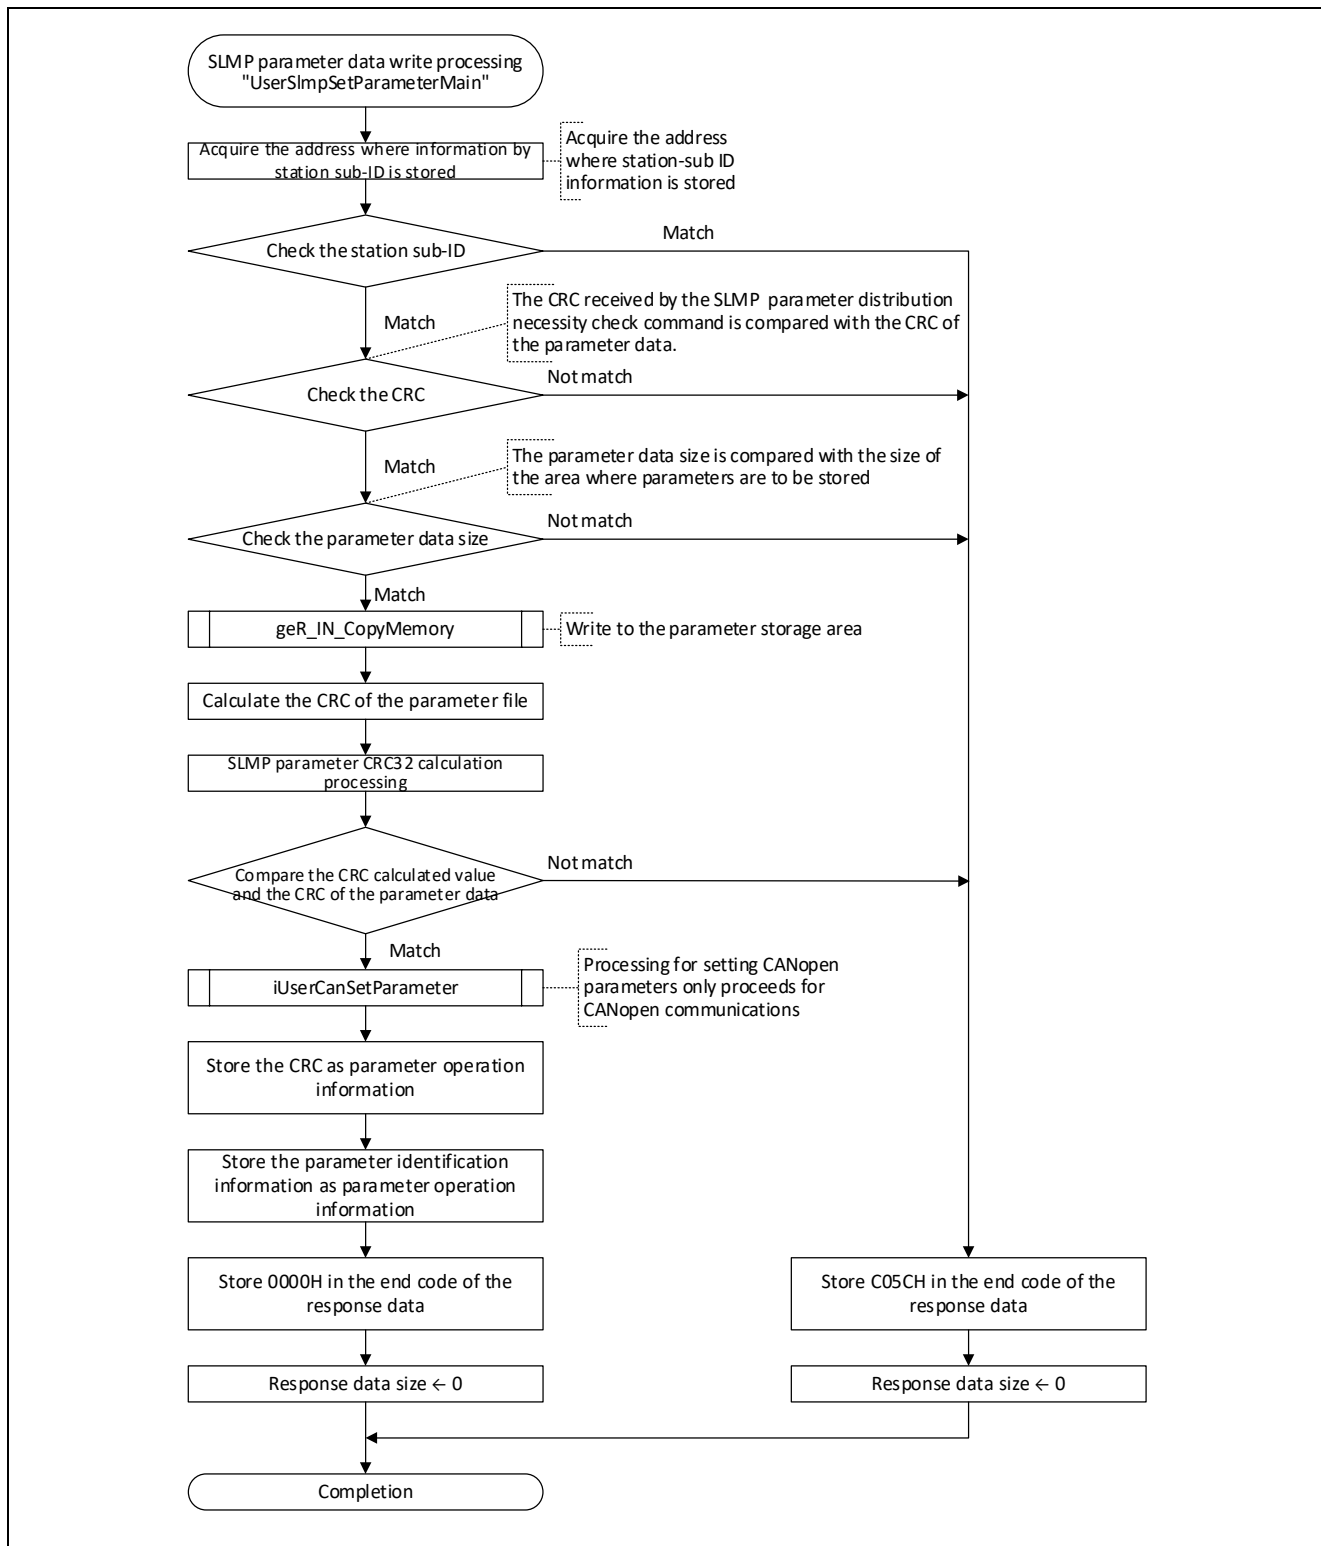 SLMP parameter data write processing
"UserSlmpSetParameterMain"
Acquire the address where information by
station sub-ID is stored
Acquire the address
where station-sub ID
information is stored
Check the station sub-ID
Match
Match
The CRC received by the SLMP parameter distribution
necessity check command is compared with the CRC of
the parameter data.
Check the CRC
Not match
Match
The parameter data size is compared with the size of
the area where parameters are to be stored
Check the parameter data size
Not match
Match
geR_IN_CopyMemory
Write to the parameter storage area
Calculate the CRC of the parameter file
SLMP parameter CRC32 calculation
processing
Compare the CRC calculated value
and the CRC of the parameter data
Not match
Match
iUserCanSetParameter
Processing for setting CANopen
parameters only proceeds for
CANopen communications
Store the CRC as parameter operation
information
Store the parameter identification
information as parameter operation
information
Store 0000H in the end code of the
response data
Store C05CH in the end code of the
response data
Response data size ← 0
Response data size ← 0
Completion